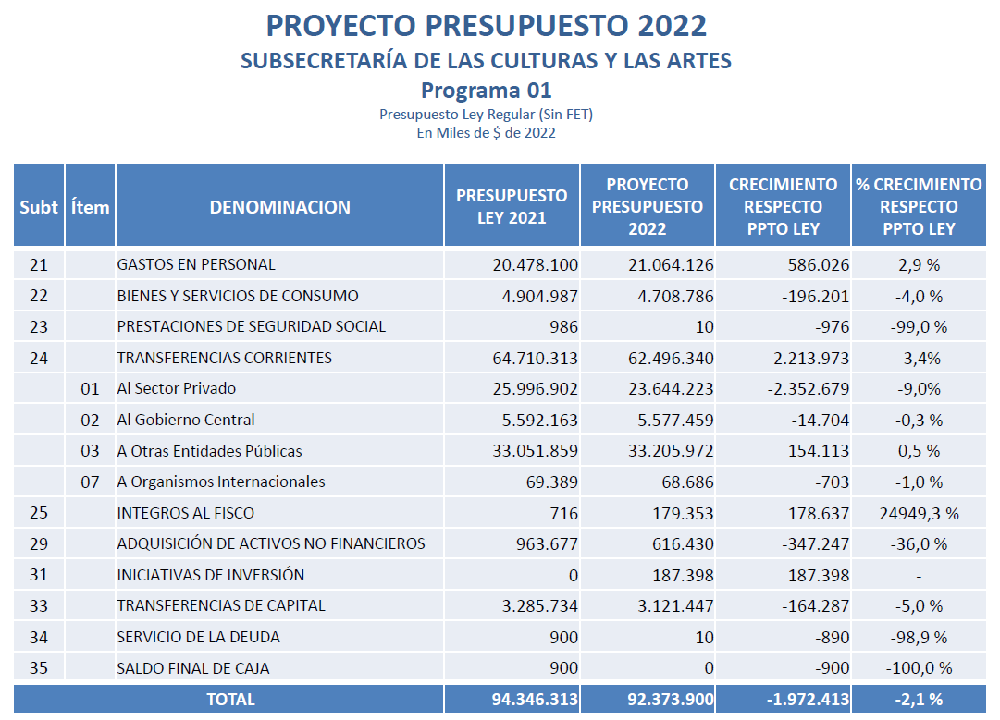 PROYECTO PRESUPUESTO 2022
SUBSECRETARÍA DE LAS CULTURAS Y LAS ARTES
Programa 01
Presupuesto Ley Regular (Sin FET)
En Miles de $ de 2022
Subt Ítem DENOMINACION PRESUPUESTO LEY 2021 PROYECTO PRESUPUESTO 2022 CRECIMIENTO RESPECTO PPTO LEY % CRECIMIENTO RESPECTO PPTO LEY
21 GASTOS EN PERSONAL 20.478.100 21.064.126 586.026 2,9 %
22 BIENES Y SERVICIOS DE CONSUMO 4.904.987 4.708.786 -196.201 -4,0 %
23 PRESTACIONES DE SEGURIDAD SOCIAL 986 10 -976 -99,0 %
24 TRANSFERENCIAS CORRIENTES 64.710.313 62.496.340 -2.213.973 -3,4%
01 Al Sector Privado 25.996.902 23.644.223 -2.352.679 -9,0%
02 Al Gobierno Central 5.592.163 5.577.459 -14.704 -0,3 %
03 A Otras Entidades Públicas 33.051.859 33.205.972 154.113 0,5 %
07 A Organismos Internacionales 69.389 68.686 -703 -1,0 %
25 INTEGROS AL FISCO 716 179.353 178.637 24949,3 %
29 ADQUISICIÓN DE ACTIVOS NO FINANCIEROS 963.677 616.430 -347.247 -36,0 %
31 INICIATIVAS DE INVERSIÓN 0 187.398 187.398 -
33 TRANSFERENCIAS DE CAPITAL 3.285.734 3.121.447 -164.287 -5,0 %
34 SERVICIO DE LA DEUDA 900 10 -890 -98,9 %
35 SALDO FINAL DE CAJA 900 0 -900 -100,0 %
TOTAL 94.346.313 92.373.900 -1.972.413 -2,1 %